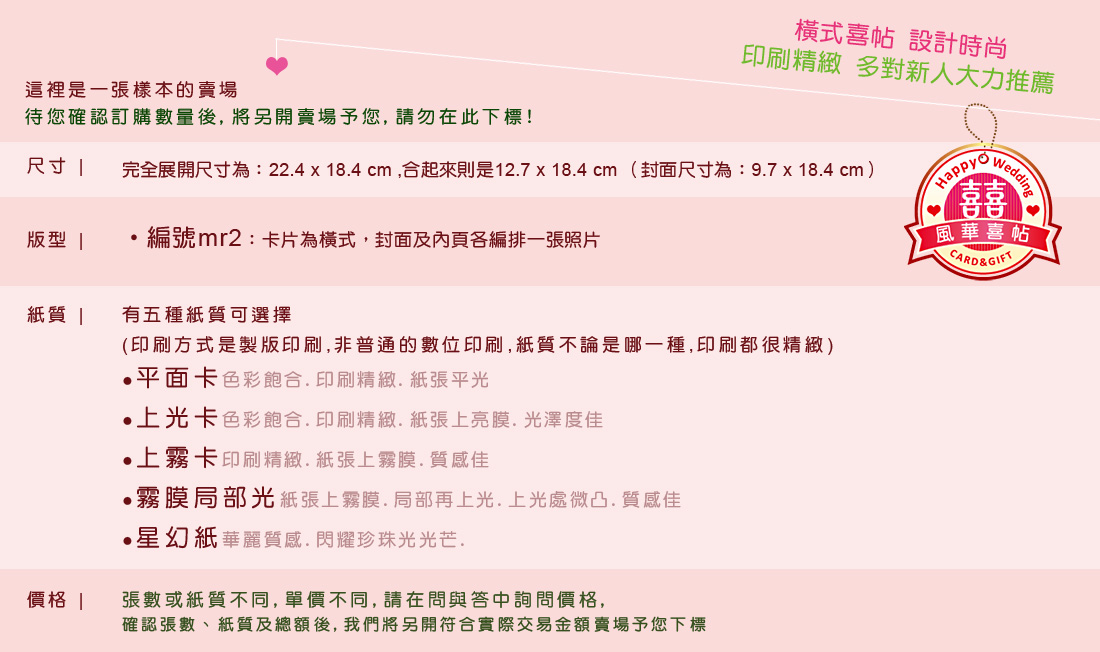 橫式喜帖 設計時尚
印刷精緻 多對新人大力推薦
這裡是一張樣本的賣場
待您確認訂購數量後,將另開賣場予您,請勿在此下標!
尺寸 | 完全展開尺寸為:22.4 x 18.4 cm ,合起來則是12.7 x 18.4 cm (封面尺寸為:9.7 x 18.4 cm)
Happy Wedding
囍
風華喜帖
CARD&GIFT
版型 | ・編號mr2:卡片為橫式,封面及內頁各編排一張照片
紙質 | 有五種紙質可選擇
(印刷方式是製版印刷,非普通的數位印刷,紙質不論是哪一種,印刷都很精緻)
•平面卡 色彩飽合.印刷精緻.紙張平光
•上光卡 色彩飽合.印刷精緻.紙張上亮膜.光澤度佳
•上霧卡 印刷精緻.紙張上霧膜.質感佳
•霧膜局部光 紙張上霧膜.局部再上光.上光處微凸.質感佳
•星幻紙 華麗質感.閃耀珍珠光光芒.
價格 | 張數或紙質不同,單價不同,請在問與答中詢問價格,
確認張數、紙質及總額後,我們將另開符合實際交易金額賣場予您下標